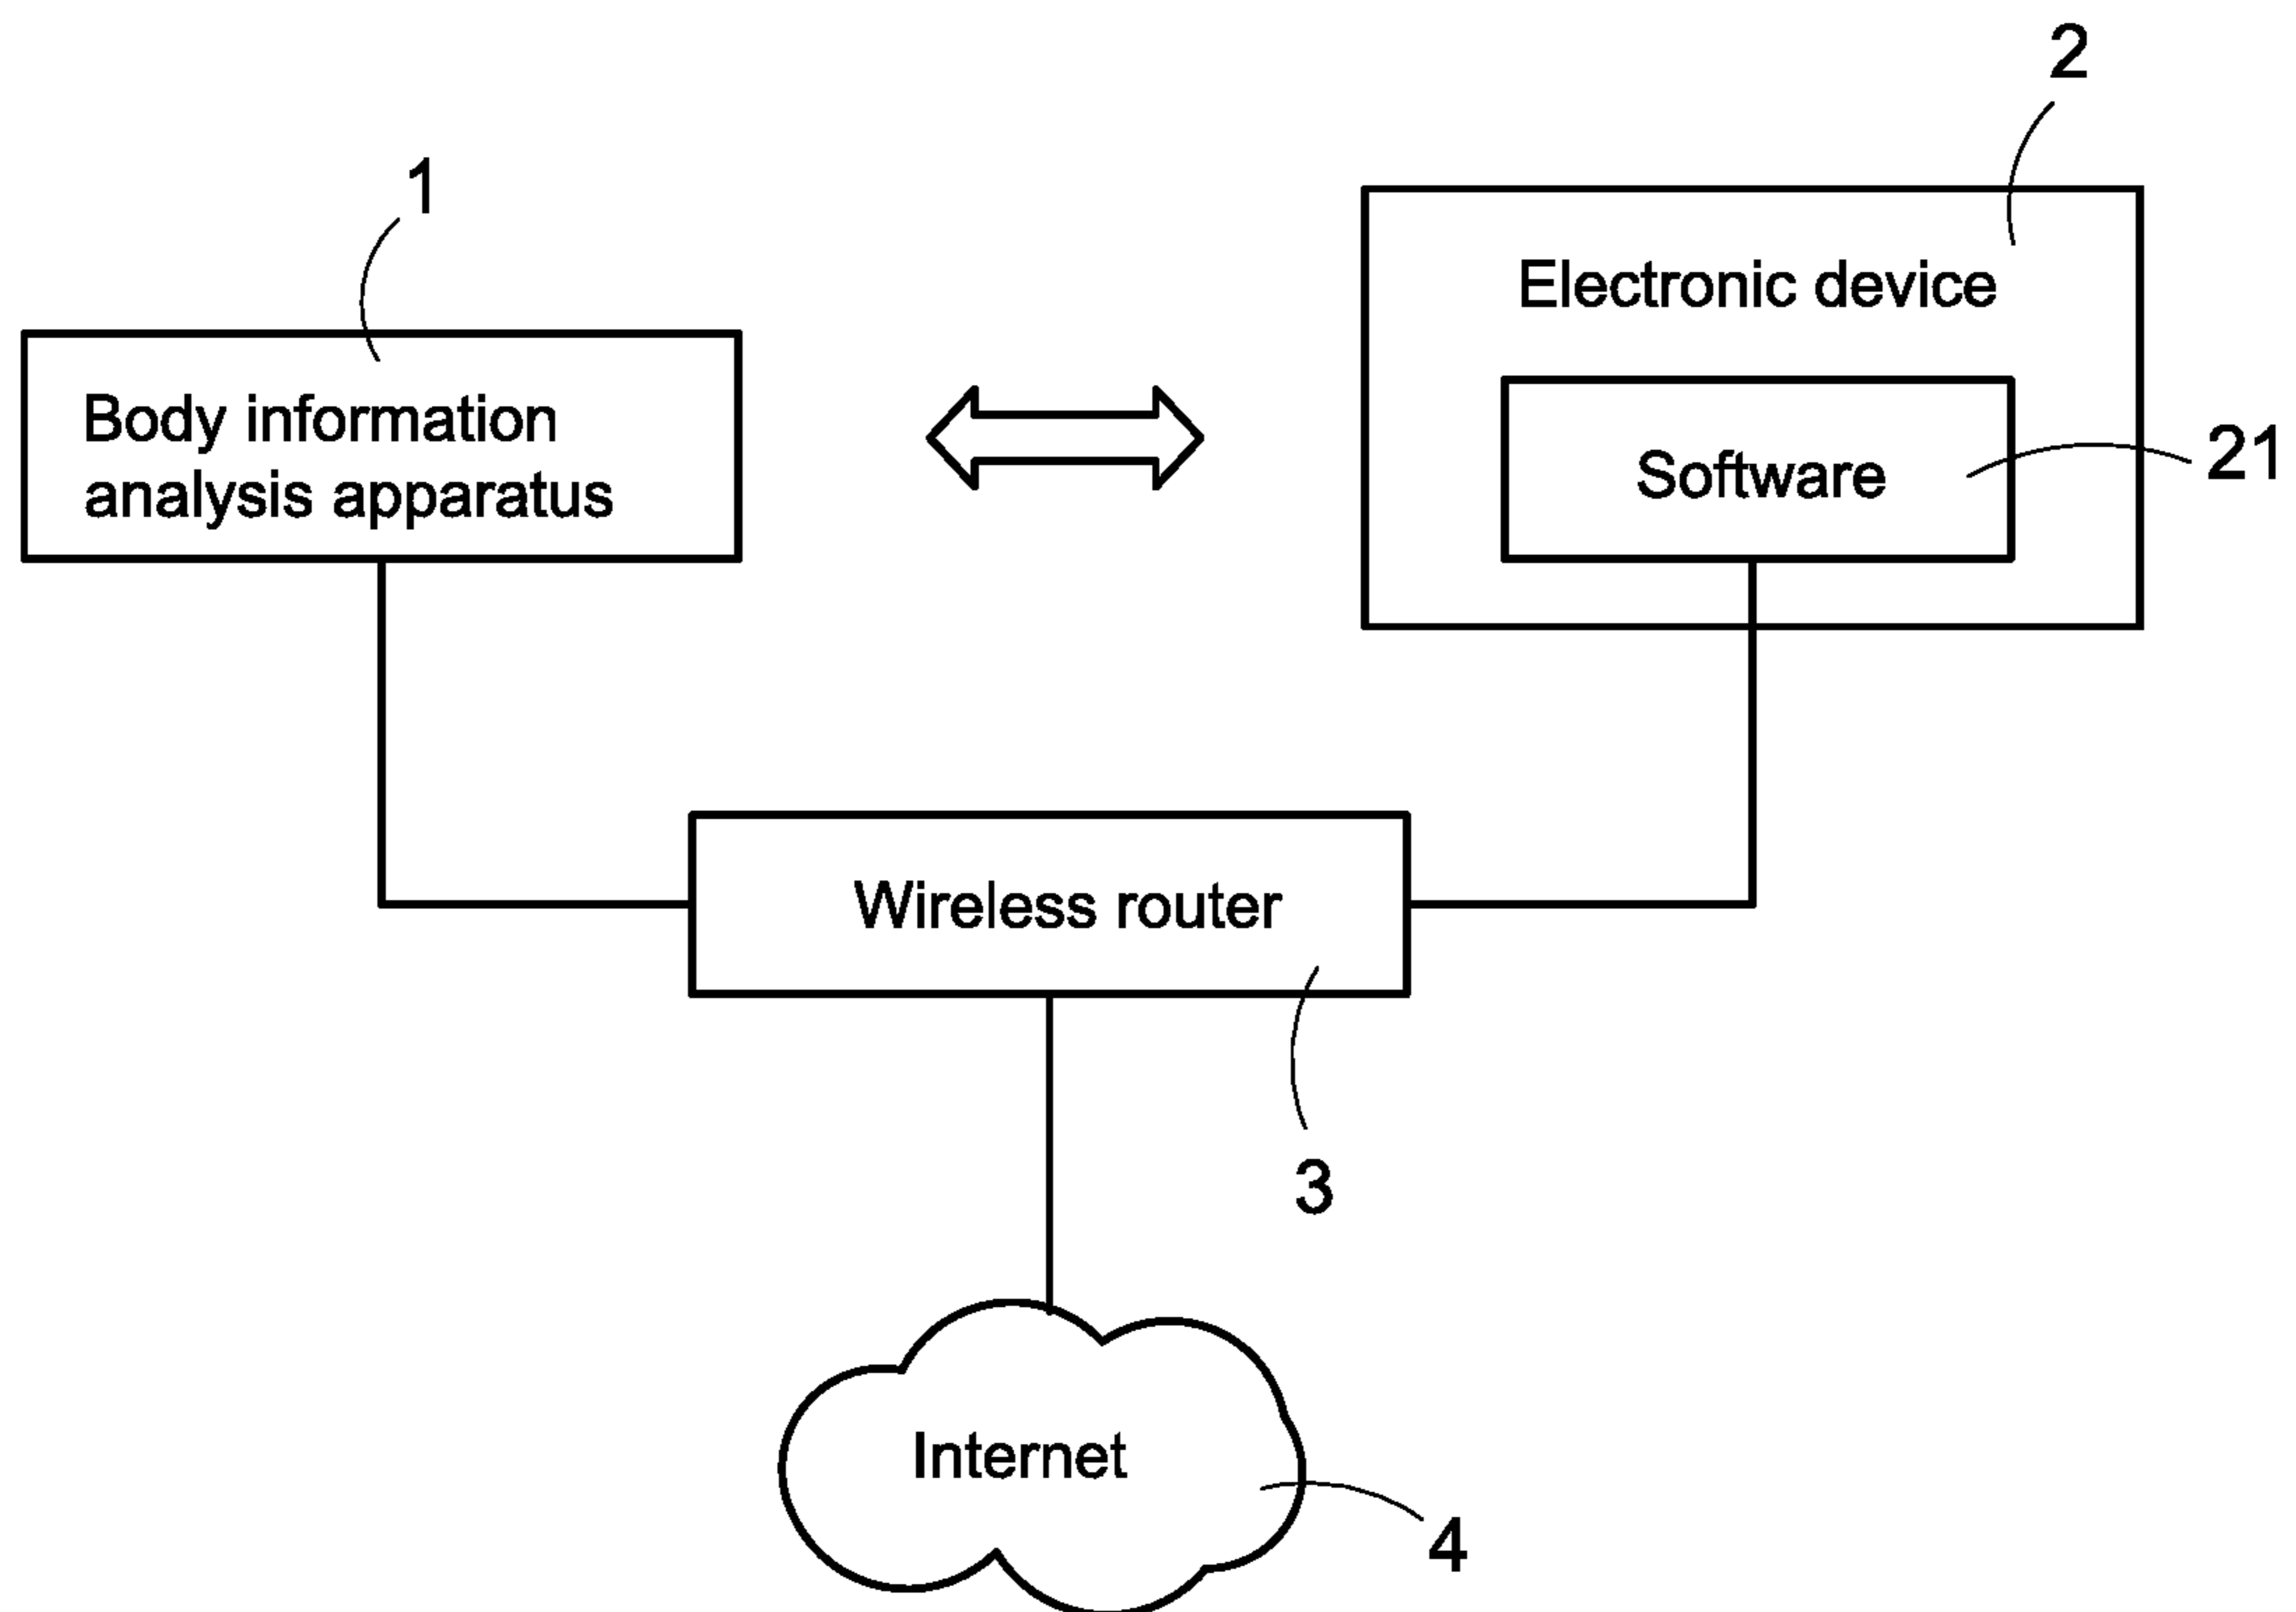 2
1
Electronic device
Body information
analysis apparatus
Software
21
Wireless router
3
Internet
4